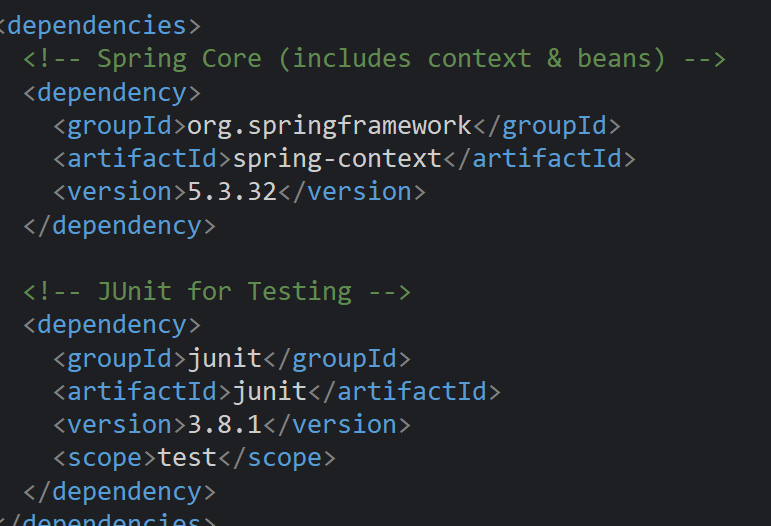 <dependencies>
<!-- Spring Core (includes context & beans) -->
<dependency>
<groupId>org.springframework</groupId>
<artifactId>spring-context</artifactId>
<version>5.3.32</version>
</dependency>
<!-- JUnit for Testing -->
<dependency>
<groupId>junit</groupId>
<artifactId>junit</artifactId>
<version>3.8.1</version>
<scope>test</scope>
</dependency>
</dependencies>